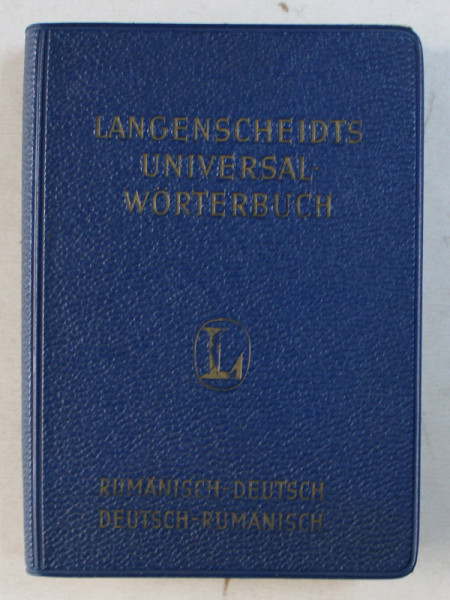 LANGENSCHEIDTS
UNIVERSAL-
WÖRTERBUCH
L
RUMÄNISCH-DEUTSCH
DEUTSCH-RUMÄNISCH